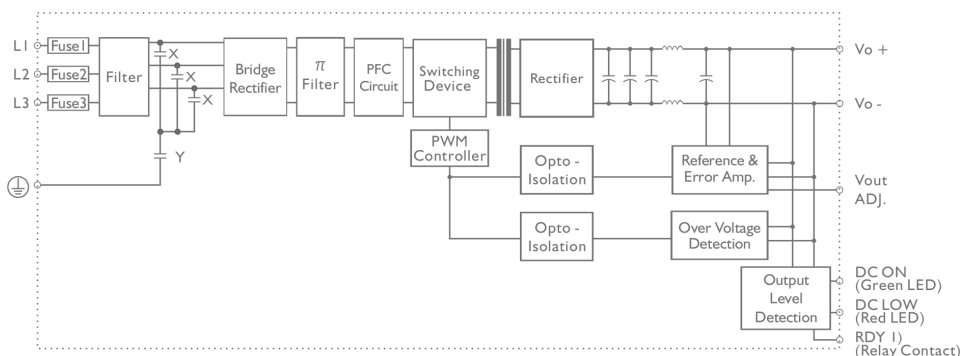 L1
Fuse1
L2
Fuse2
L3
Fuse3
Filter
X
X
X
Y
Bridge
Rectifier
π
Filter
PFC
Circuit
Switching
Device
Rectifier
Vo +
Vo -
PWM
Controller
Opto -
Isolation
Reference &
Error Amp.
Vout
ADJ.
Opto -
Isolation
Over Voltage
Detection
Output
Level
Detection
DC ON
(Green LED)
DC LOW
(Red LED)
RDY 1)
(Relay Contact)